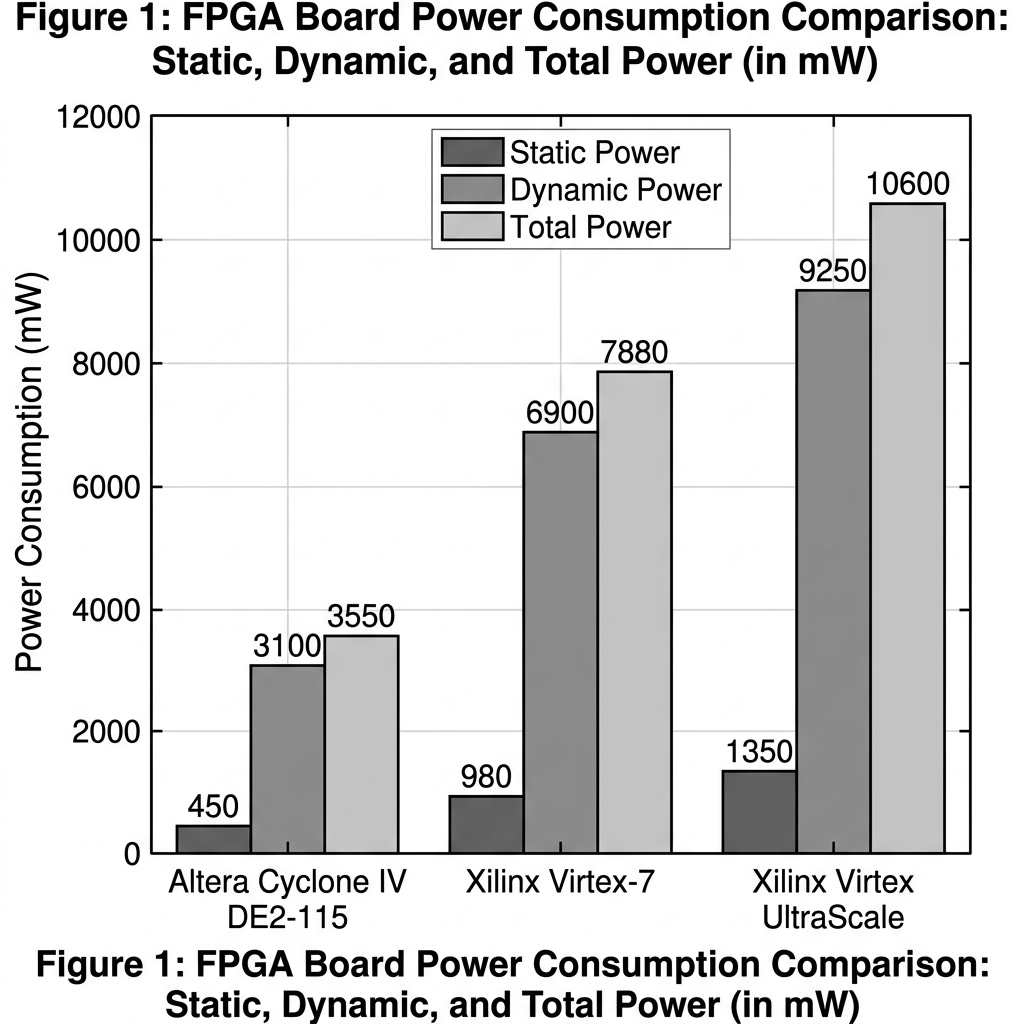 Figure 1: FPGA Board Power Consumption Comparison:
Static, Dynamic, and Total Power (in mW)
12000
10000
8000
6000
4000
2000
0
Power Consumption (mW)
Static Power
Dynamic Power
Total Power
450
3100
3550
980
6900
7880
1350
9250
10600
Altera Cyclone IV
DE2-115
Xilinx Virtex-7
Xilinx Virtex
UltraScale
Figure 1: FPGA Board Power Consumption Comparison:
Static, Dynamic, and Total Power (in mW)